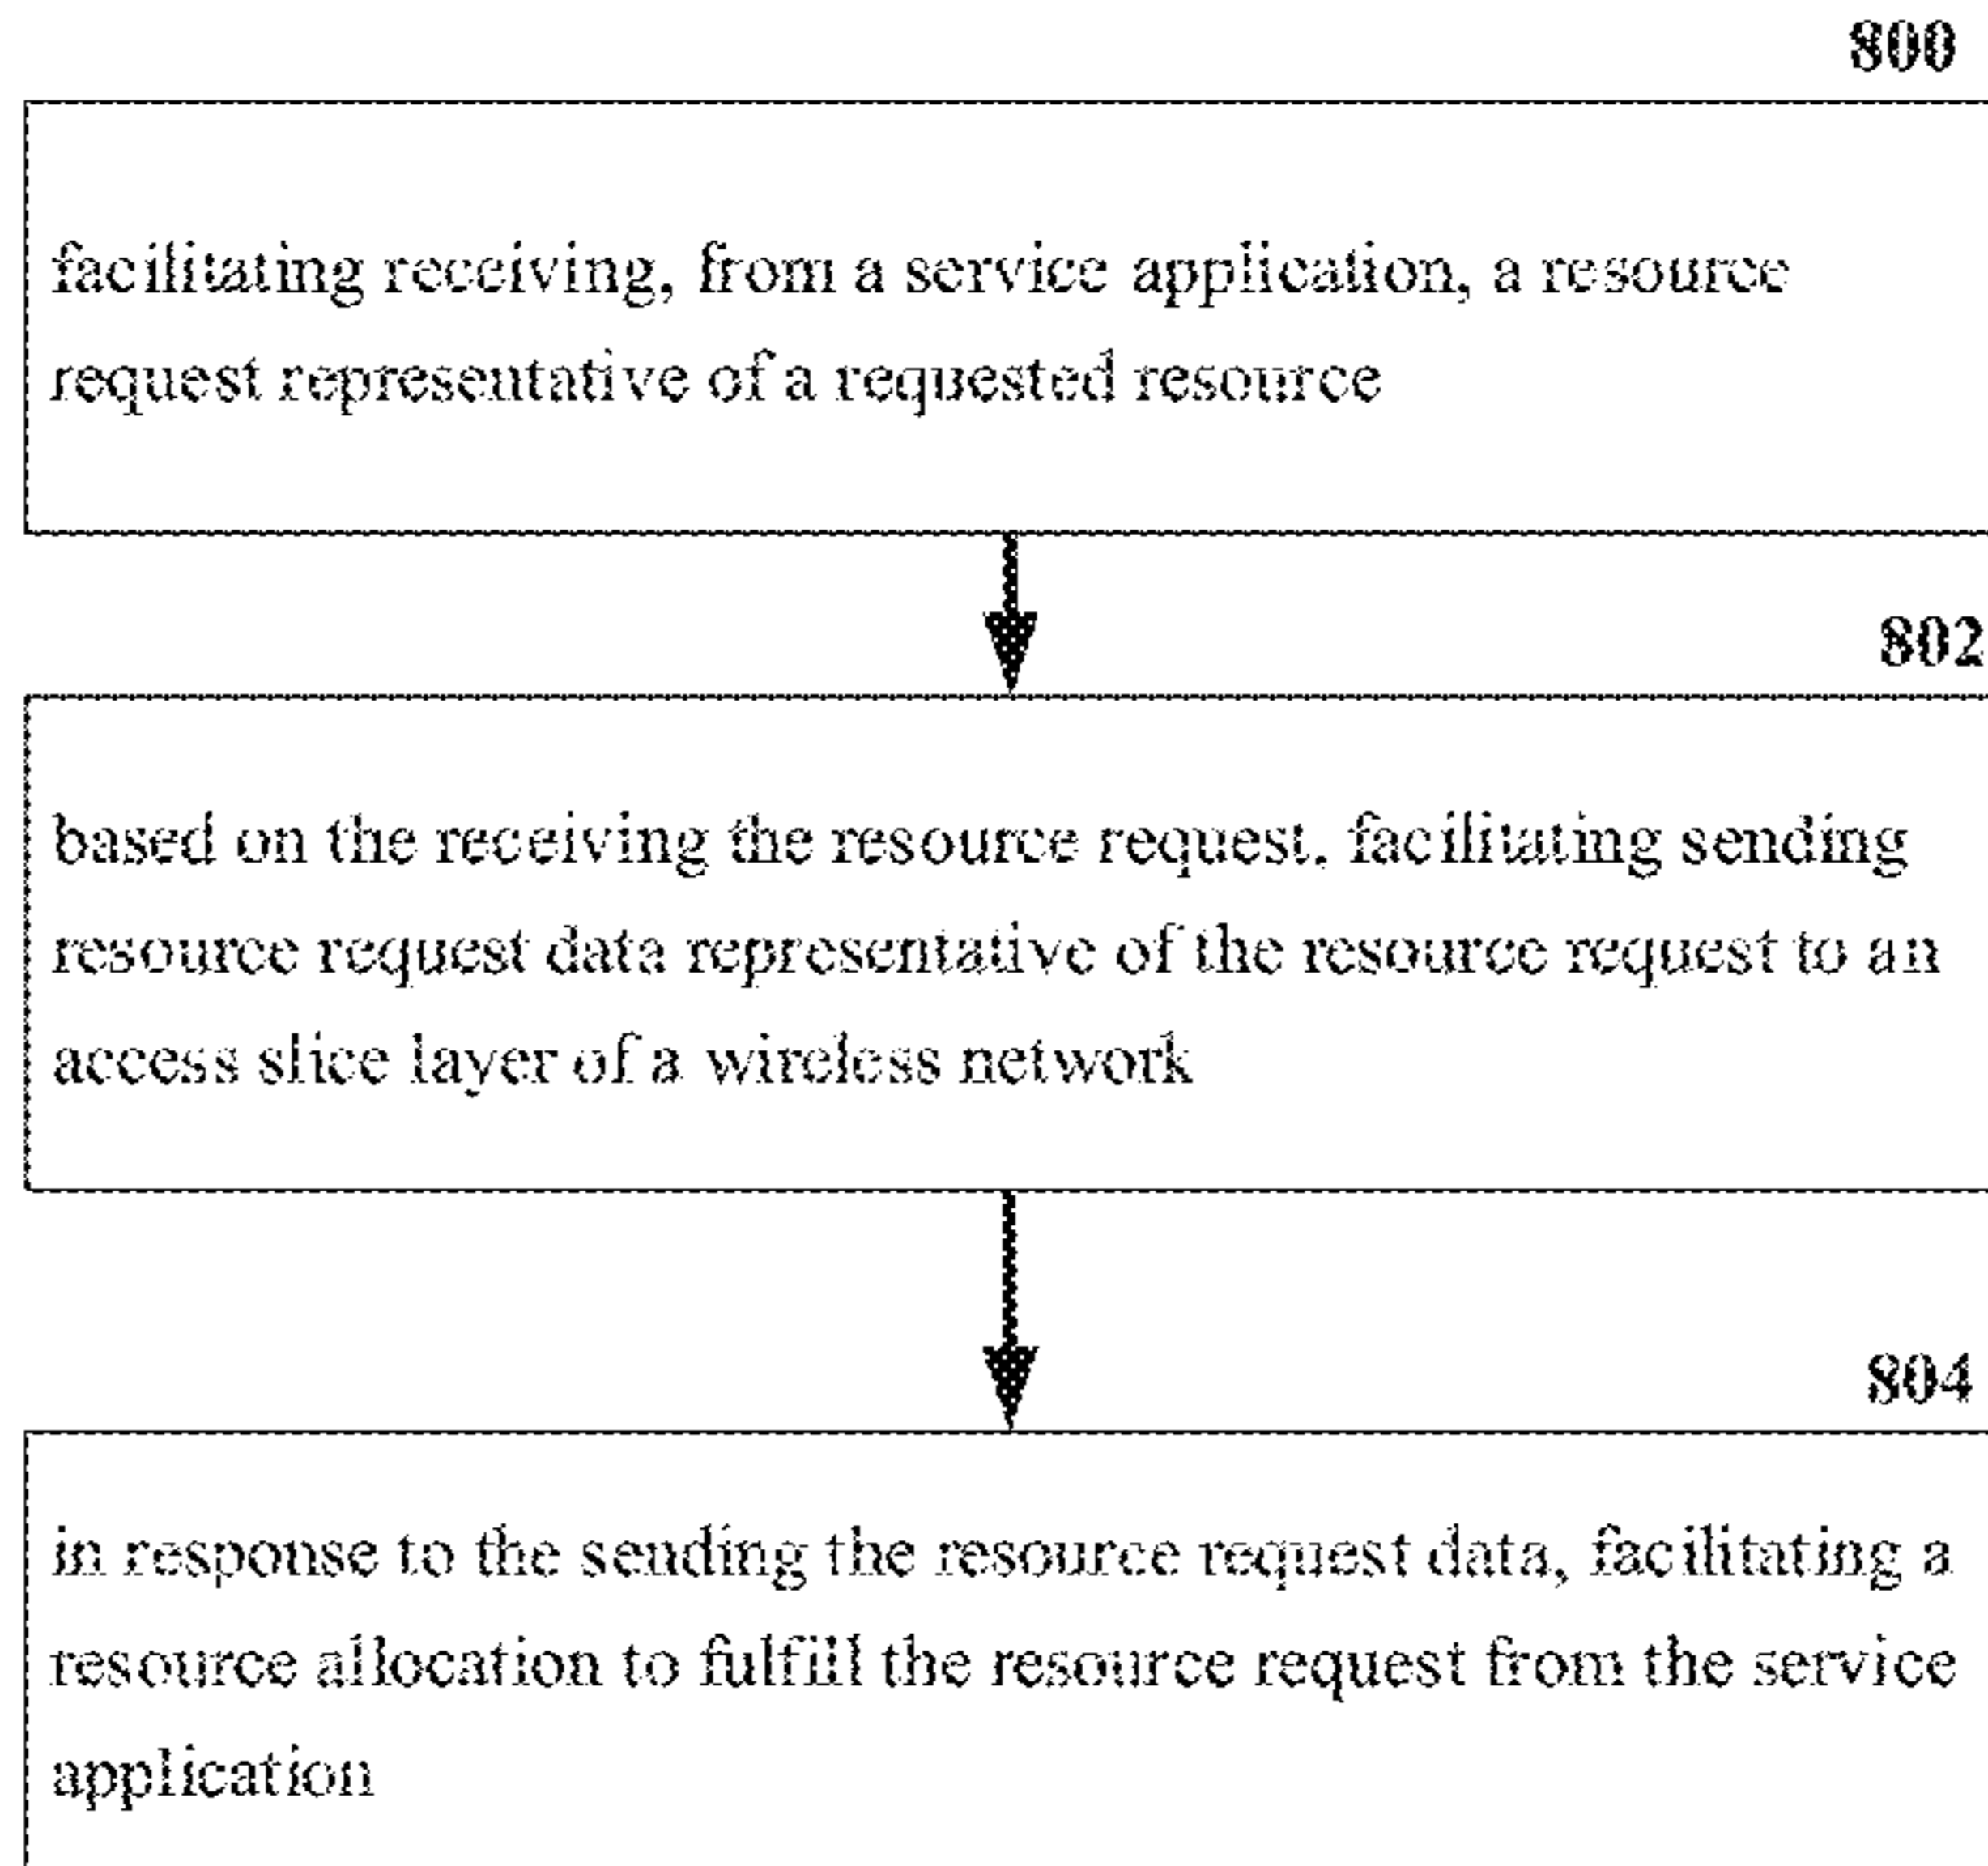 800
facilitating receiving, from a service application, a resource
request representative of a requested resource
802
based on the receiving the resource request, facilitating sending
resource request data representative of the resource request to an
access slice layer of a wireless network
804
in response to the sending the resource request data, facilitating a
resource allocation to fulfill the resource request from the service
application